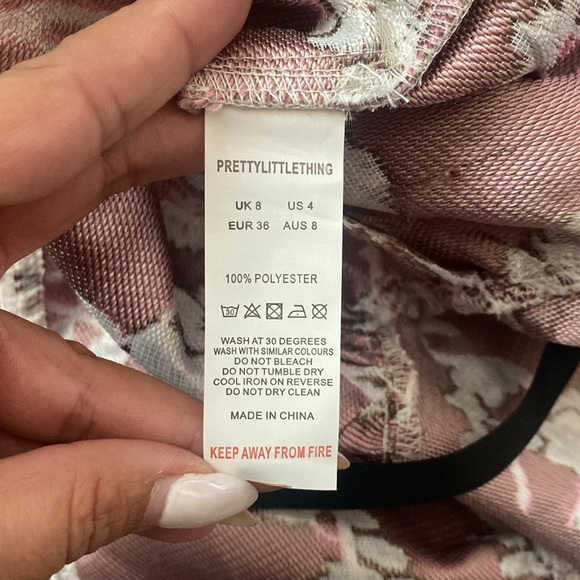 PRETTYLITTLETHING
UK 8 US 4
EUR 36 AUS 8
100% POLYESTER
30
WASH AT 30 DEGREES
WASH WITH SIMILAR COLOURS
DO NOT BLEACH
DO NOT TUMBLE DRY
COOL IRON ON REVERSE
DO NOT DRY CLEAN
MADE IN CHINA
KEEP AWAY FROM FIRE